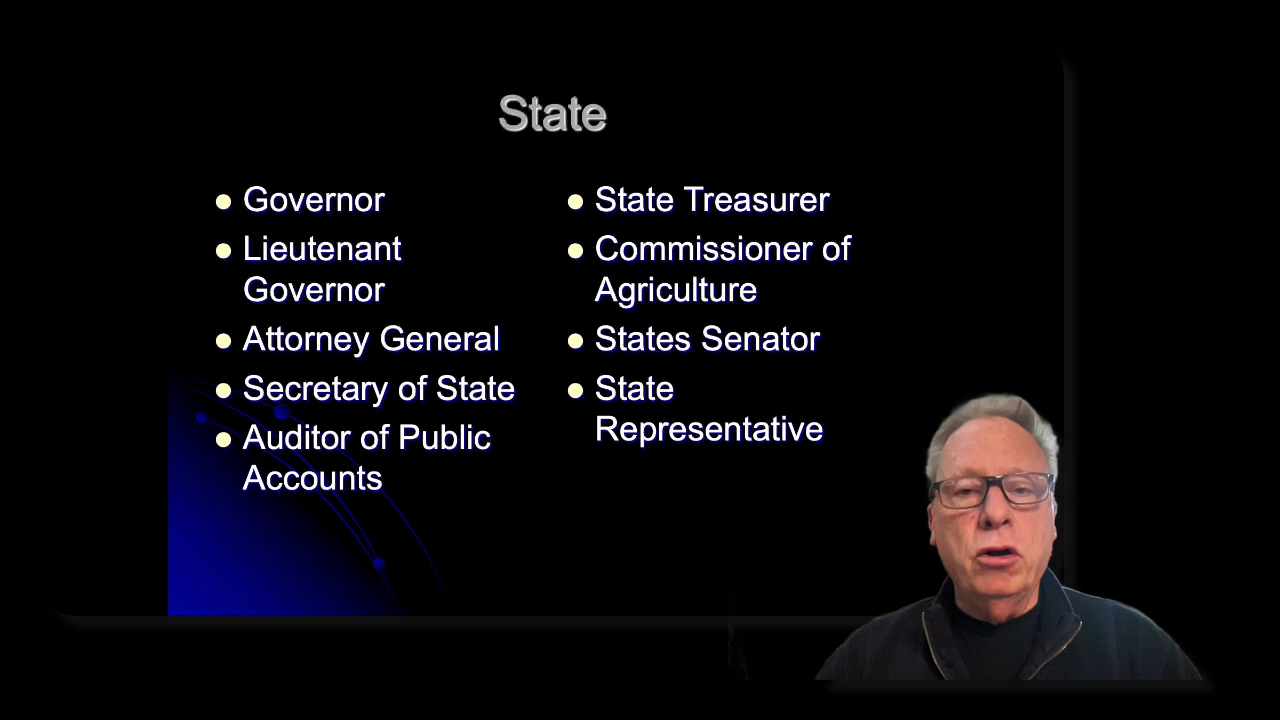 State
Governor
Lieutenant
Governor
Attorney General
Secretary of State
Auditor of Public
Accounts
State Treasurer
Commissioner of
Agriculture
States Senator
State
Representative